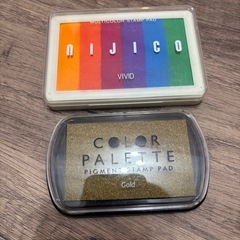 MULTICOLOR STAMP PAD
NIJICO
VIVID
COLOR
PALETTE
PIGMENT STAMP PAD
Gold